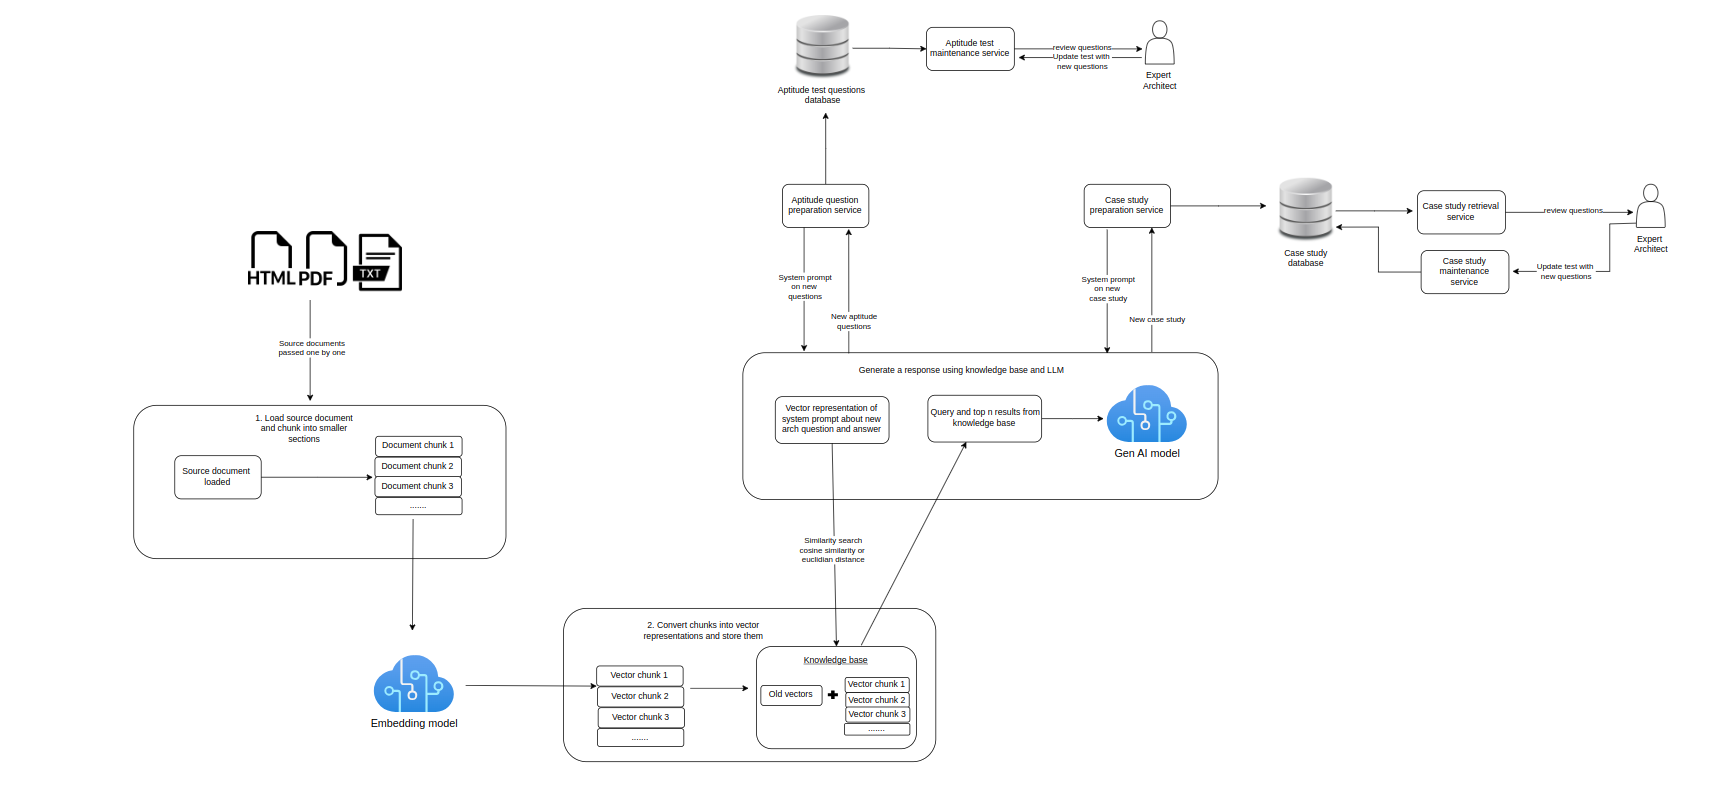 Aptitude test questions
database
Aptitude test
maintenance service
review questions
Update test with
new questions
Expert
Architect
Aptitude question
preparation service
Case study
preparation service
Case study
database
Case study retrieval
service
review questions
Expert
Architect
Case study
maintenance
service
Update test with
new questions
System prompt
on new
questions
New aptitude
questions
System prompt
on new
case study
New case study
HTML
PDF
TXT
Source documents
passed one by one
1. Load source document
and chunk into smaller
sections
Source document
loaded
Document chunk 1
Document chunk 2
Document chunk 3
.......
Generate a response using knowledge base and LLM
Vector representation of
system prompt about new
arch question and answer
Query and top n results from
knowledge base
Gen AI model
Similarity search
cosine similarity or
euclidian distance
Embedding model
2. Convert chunks into vector
representations and store them
Vector chunk 1
Vector chunk 2
Vector chunk 3
.......
Knowledge base
Old vectors
Vector chunk 1
Vector chunk 2
Vector chunk 3
.......